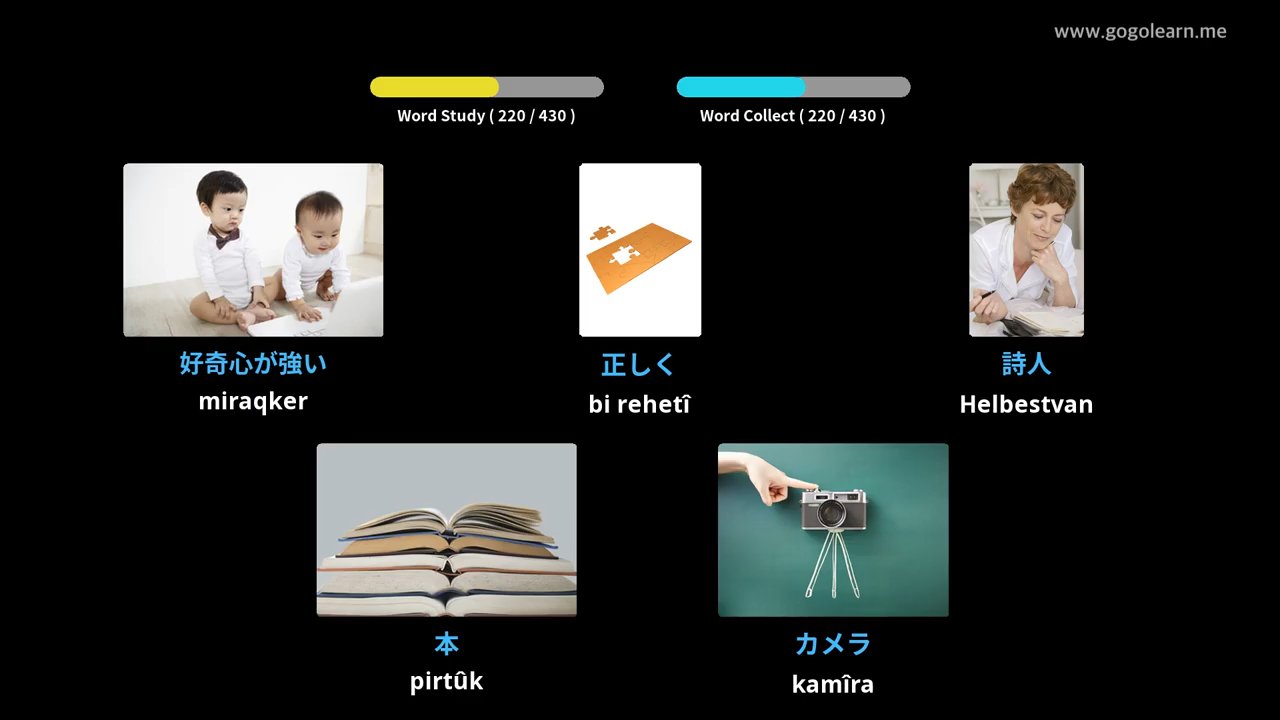 www.gogolearn.me
Word Study ( 220 / 430 )
Word Collect ( 220 / 430 )
好奇心が強い
miraqker
正しく
bi rehetî
詩人
Helbestvan
本
pirtûk
カメラ
kamîra